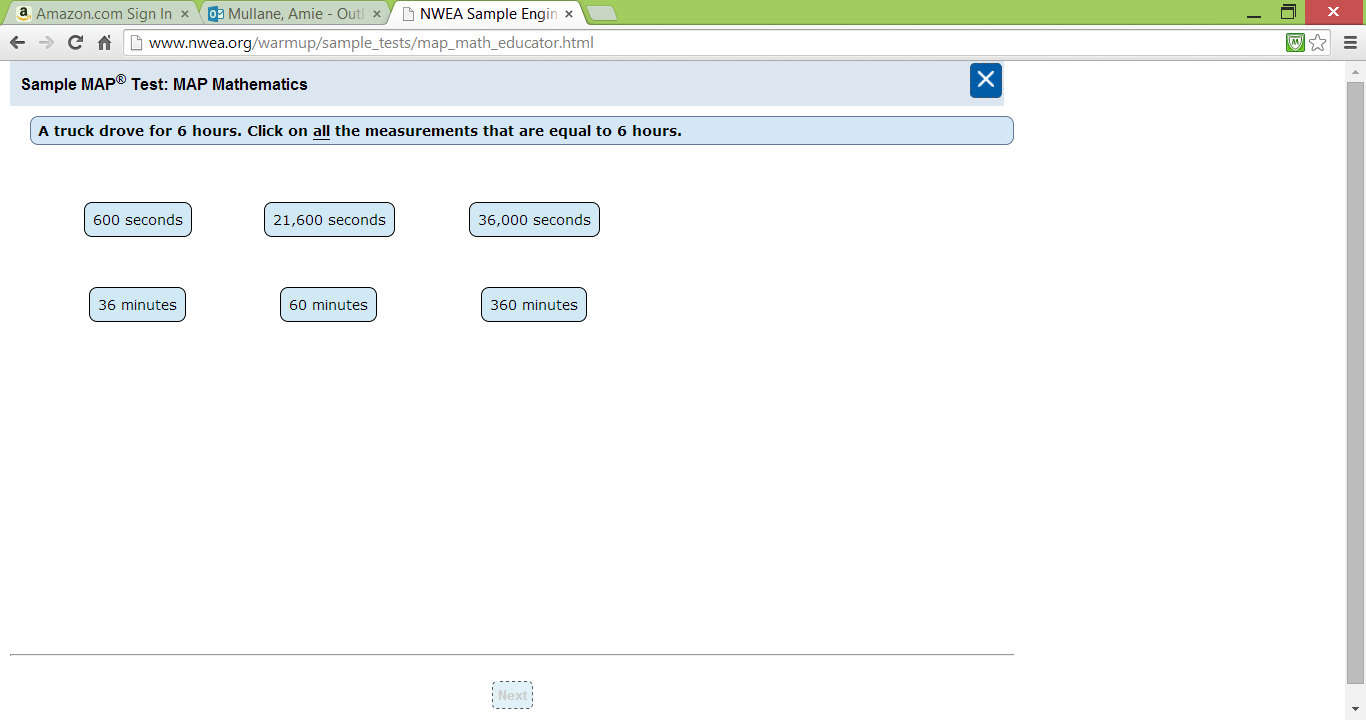 Amazon.com Sign In
Mullane, Amie - Outl
NWEA Sample Engin
www.nwea.org/warmup/sample_tests/map_math_educator.html
Sample MAP® Test: MAP Mathematics
A truck drove for 6 hours. Click on all the measurements that are equal to 6 hours.
600 seconds 21,600 seconds 36,000 seconds
36 minutes 60 minutes 360 minutes
Next